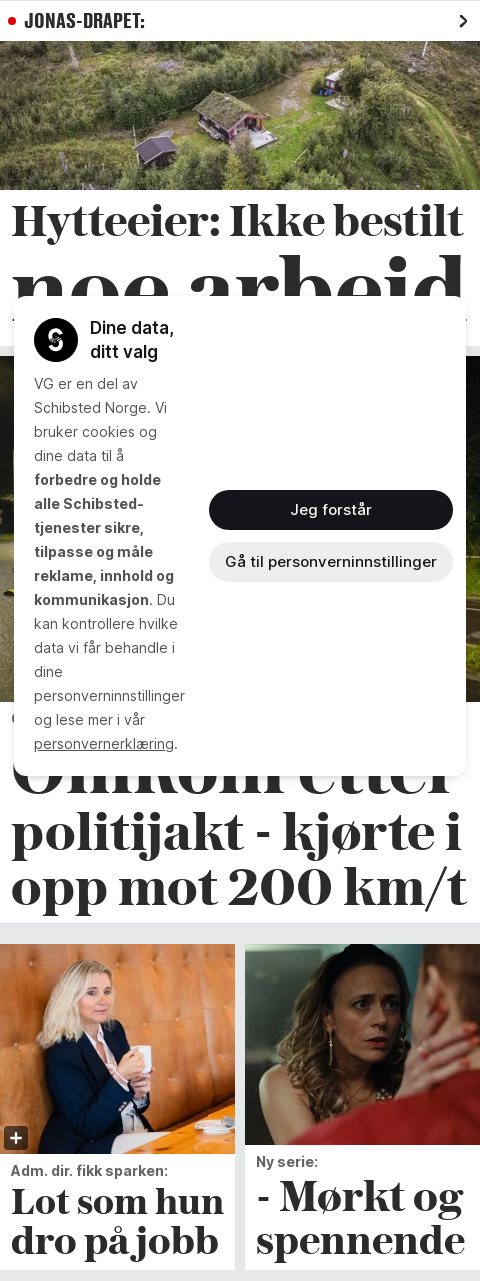 JONAS-DRAPET:
Hytteeier: Ikke bestilt
noe arbeid
Dine data,
ditt valg
VG er en del av
Schibsted Norge. Vi
bruker cookies og
dine data til å
forbedre og holde
alle Schibsted-
tjenester sikre,
tilpasse og måle
reklame, innhold og
kommunikasjon. Du
kan kontrollere hvilke
data vi får behandle i
dine
personverninnstillinger
og lese mer i vår
personvernerklæring.
Jeg forstår
Gå til personverninnstillinger
Omkom etter
politijakt - kjørte i
opp mot 200 km/t
Adm. dir. fikk sparken:
Lot som hun
dro på jobb
Ny serie:
- Mørkt og
spennende